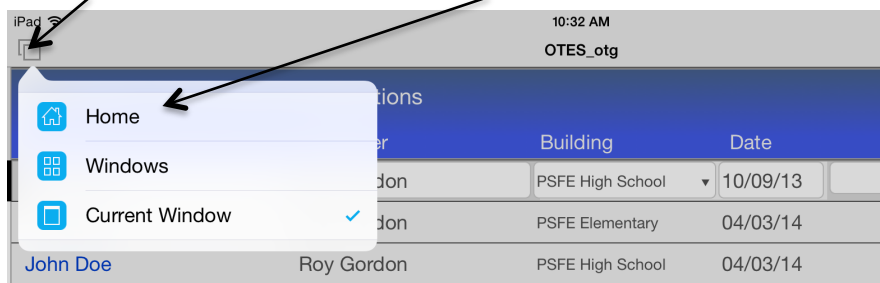 iPad 10:32 AM
OTES_otg
tions
Home
er Building Date
Windows
don PSFE High School 10/09/13
Current Window
don PSFE Elementary 04/03/14
John Doe Roy Gordon PSFE High School 04/03/14